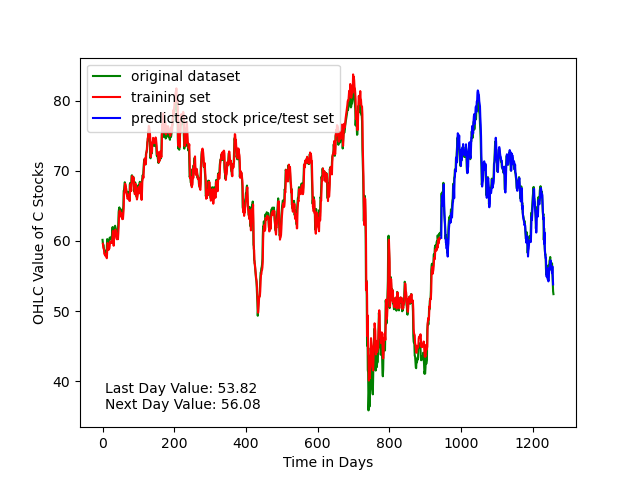 original dataset
training set
predicted stock price/test set
80
70
60
50
40
OHLC Value of C Stocks
Last Day Value: 53.82
Next Day Value: 56.08
0 200 400 600 800 1000 1200
Time in Days